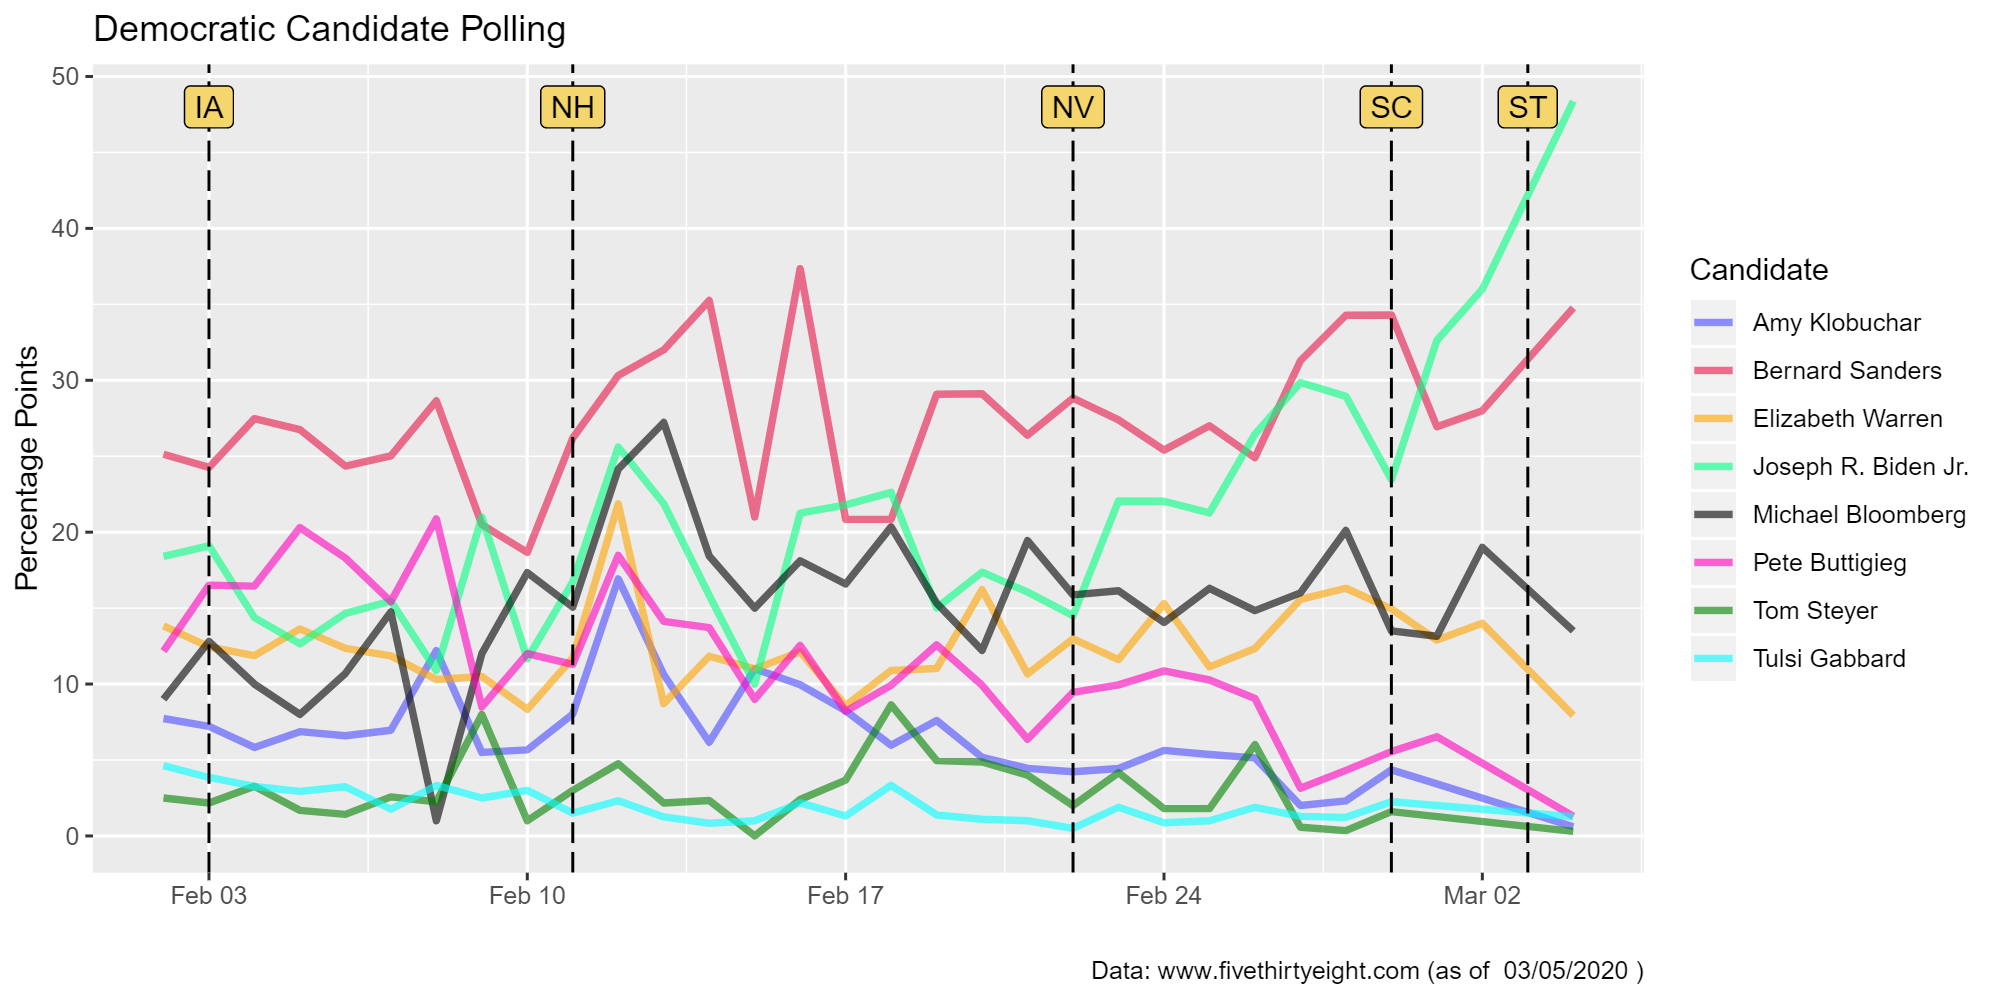 Democratic Candidate Polling
50
40
30
20
10
0
Percentage Points
IA
NH
NV
SC
ST
Feb 03
Feb 10
Feb 17
Feb 24
Mar 02
Candidate
Amy Klobuchar
Bernard Sanders
Elizabeth Warren
Joseph R. Biden Jr.
Michael Bloomberg
Pete Buttigieg
Tom Steyer
Tulsi Gabbard
Data: www.fivethirtyeight.com (as of  03/05/2020 )